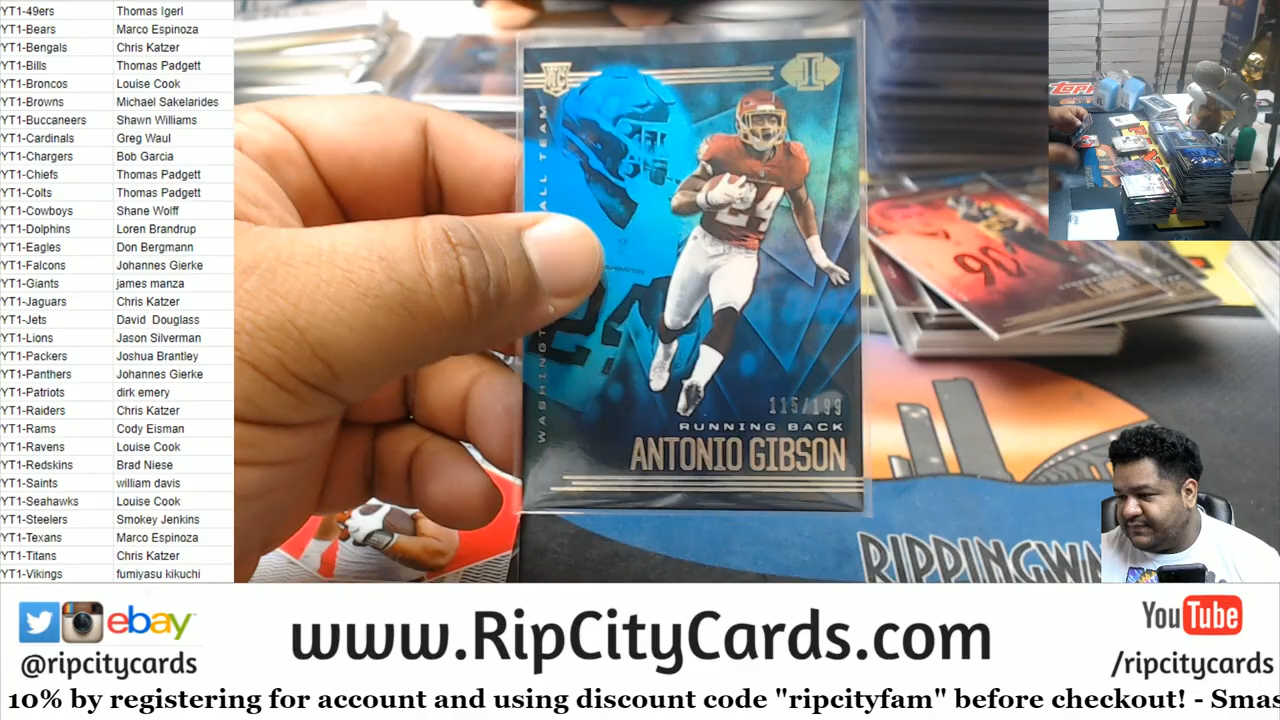 YT1-49ers Thomas Igerl
YT1-Bears Marco Espinoza
YT1-Bengals Chris Katzer
YT1-Bills Thomas Padgett
YT1-Broncos Louise Cook
YT1-Browns Michael Sakelarides
YT1-Buccaneers Shawn Williams
YT1-Cardinals Greg Waul
YT1-Chargers Bob Garcia
YT1-Chiefs Thomas Padgett
YT1-Colts Thomas Padgett
YT1-Cowboys Shane Wolff
YT1-Dolphins Loren Brandrup
YT1-Eagles Don Bergmann
YT1-Falcons Johannes Gierke
YT1-Giants james manza
YT1-Jaguars Chris Katzer
YT1-Jets David Douglass
YT1-Lions Jason Silverman
YT1-Packers Joshua Brantley
YT1-Panthers Johannes Gierke
YT1-Patriots dirk emery
YT1-Raiders Chris Katzer
YT1-Rams Cody Eisman
YT1-Ravens Louise Cook
YT1-Redskins Brad Niese
YT1-Saints william davis
YT1-Seahawks Louise Cook
YT1-Steelers Smokey Jenkins
YT1-Texans Marco Espinoza
YT1-Titans Chris Katzer
YT1-Vikings fumiyasu kikuchi
RC
I
ALL TEAM
24
115/199
RUNNING BACK
ANTONIO GIBSON
90
TOPPS
RIPPINGW
ebay
@ripcitycards
www.RipCityCards.com
YouTube
/ripcitycards
10% by registering for account and using discount code "ripcityfam" before checkout! - Smas